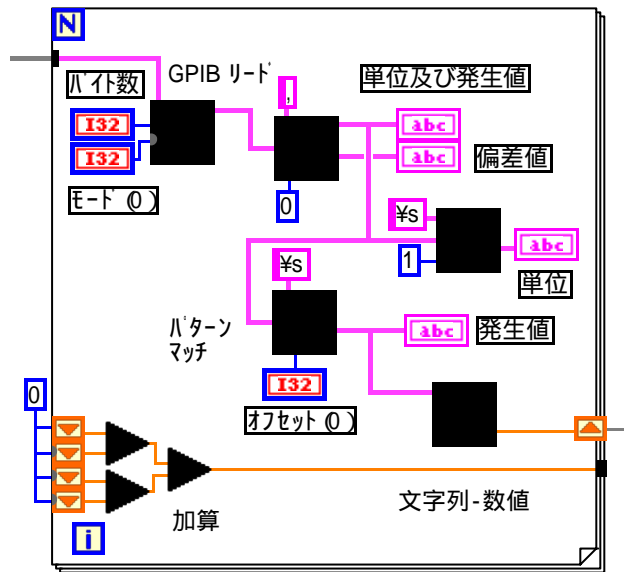 N
バイト数
GPIB リード
,
単位及び発生値
I32
abc
I32
abc
偏差値
モード (0)
0
¥s
1
abc
単位
¥s
パターン
マッチ
abc
発生値
I32
オフセット (0)
0
加算
文字列-数値
i